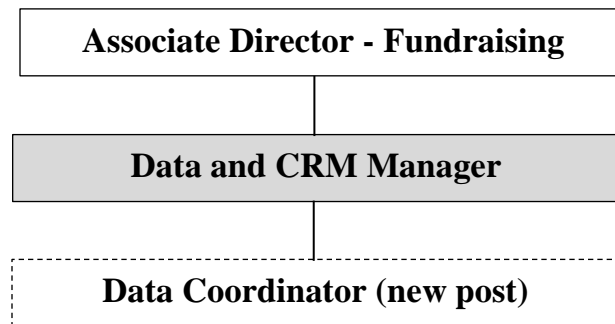 Associate Director - Fundraising
Data and CRM Manager
Data Coordinator (new post)